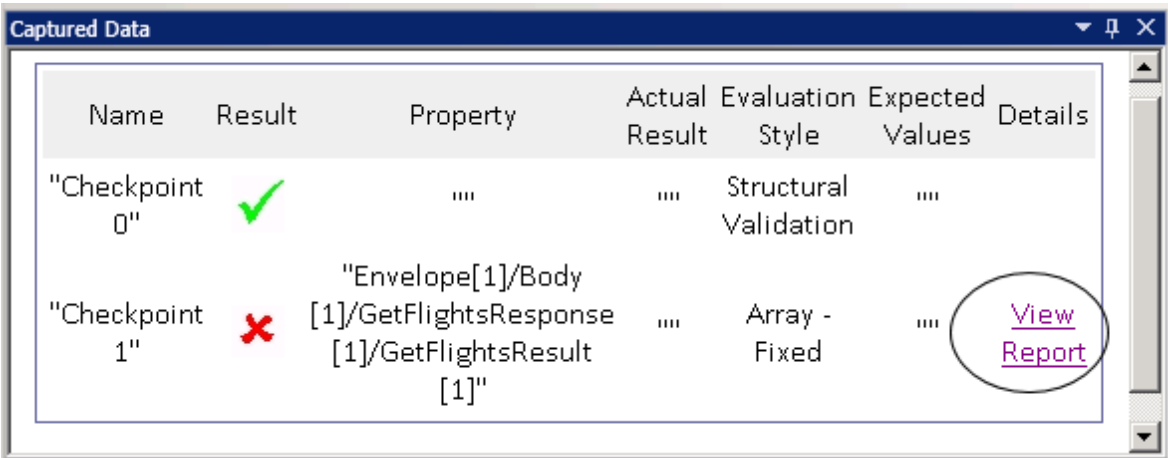 Captured Data
Name Result Property Actual Result Evaluation Style Expected Values Details
"Checkpoint 0" "" "" Structural Validation ""
"Checkpoint 1" "Envelope[1]/Body [1]/GetFlightsResponse [1]/GetFlightsResult [1]" "" Array - Fixed "" View Report